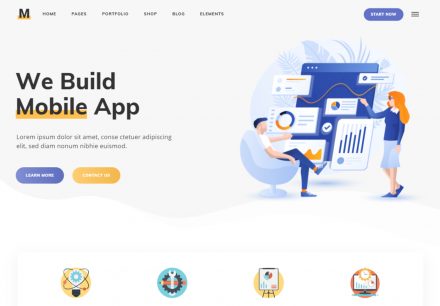 M HOME PAGES PORTFOLIO SHOP BLOG ELEMENTS START NOW
We Build
Mobile App
Lorem ipsum dolor sit amet, conse ctetuer adipiscing
elit, sed diam nonumy nibhie euismod.
LEARN MORE CONTACT US